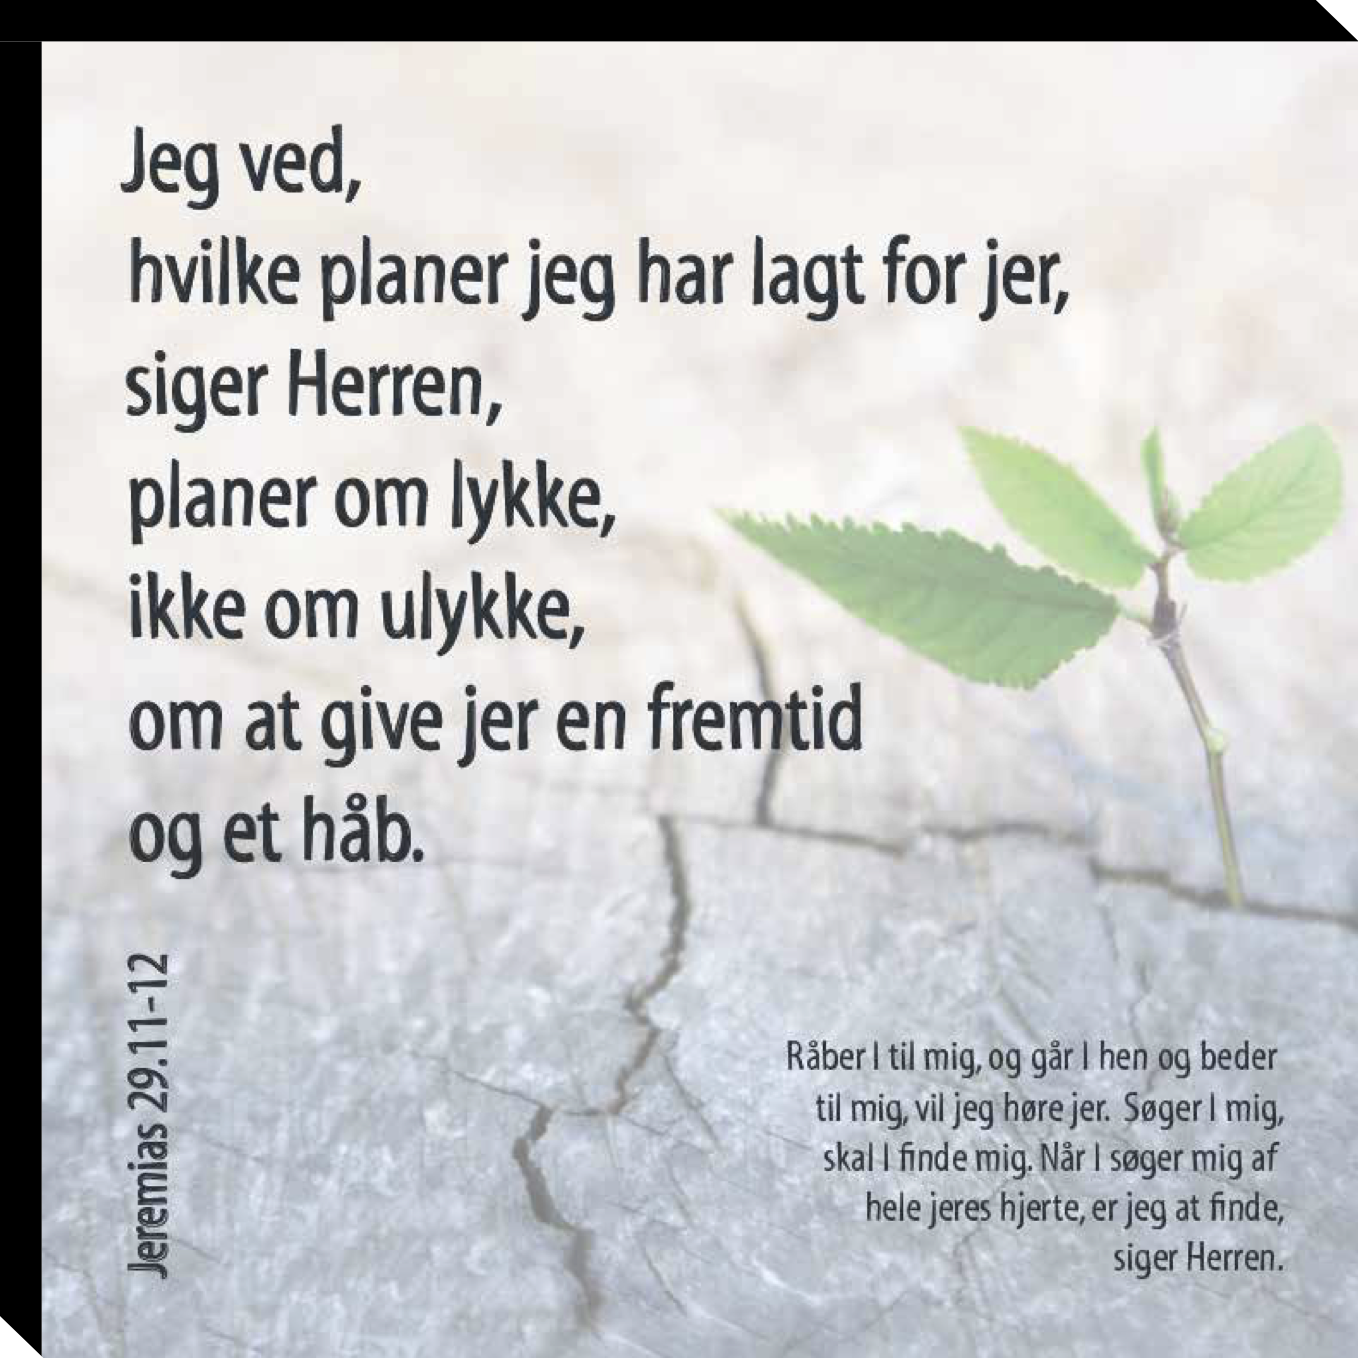 Jeg ved,
hvilke planer jeg har lagt for jer,
siger Herren,
planer om lykke,
ikke om ulykke,
om at give jer en fremtid
og et håb.
Jeremias 29.11-12
Råber I til mig, og går I hen og beder
til mig, vil jeg høre jer. Søger I mig,
skal I finde mig. Når I søger mig af
hele jeres hjerte, er jeg at finde,
siger Herren.